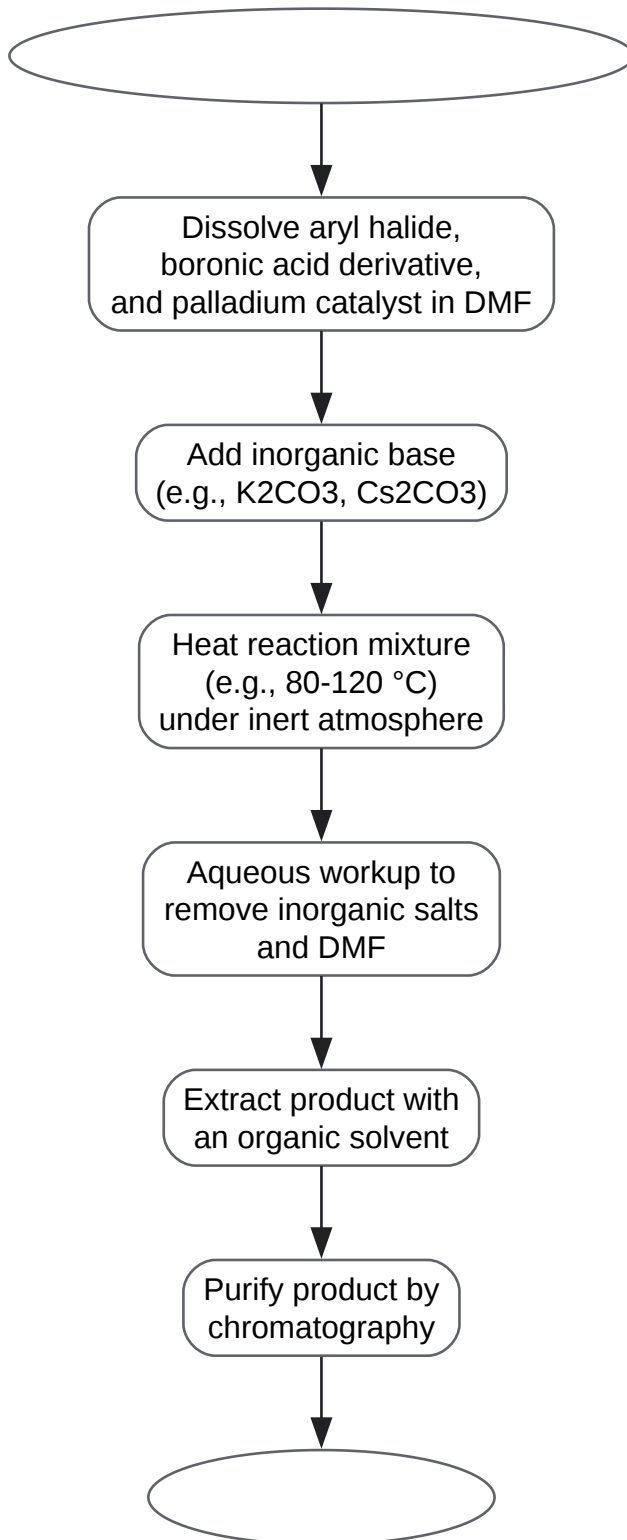 Dissolve aryl halide,
boronic acid derivative,
and palladium catalyst in DMF
Add inorganic base
(e.g., K2CO3, Cs2CO3)
Heat reaction mixture
(e.g., 80-120 °C)
under inert atmosphere
Aqueous workup to
remove inorganic salts
and DMF
Extract product with
an organic solvent
Purify product by
chromatography